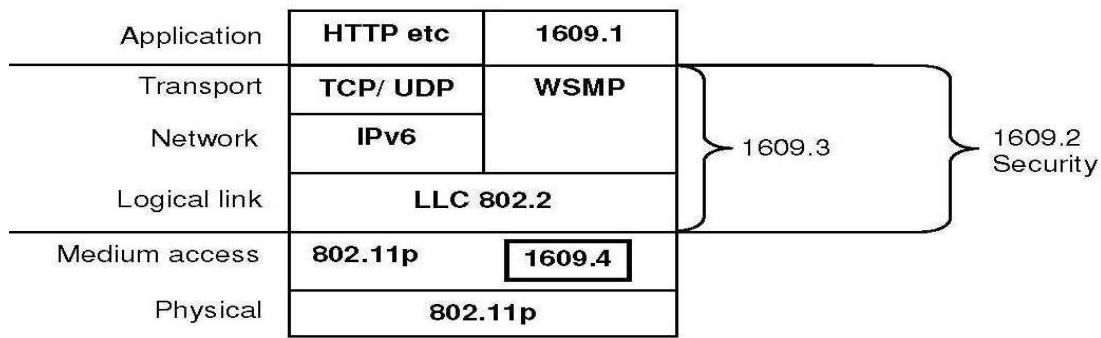 Application HTTP etc 1609.1
Transport TCP/ UDP WSMP
Network IPv6 1609.3 1609.2
Security
Logical link LLC 802.2
Medium access 802.11p 1609.4
Physical 802.11p